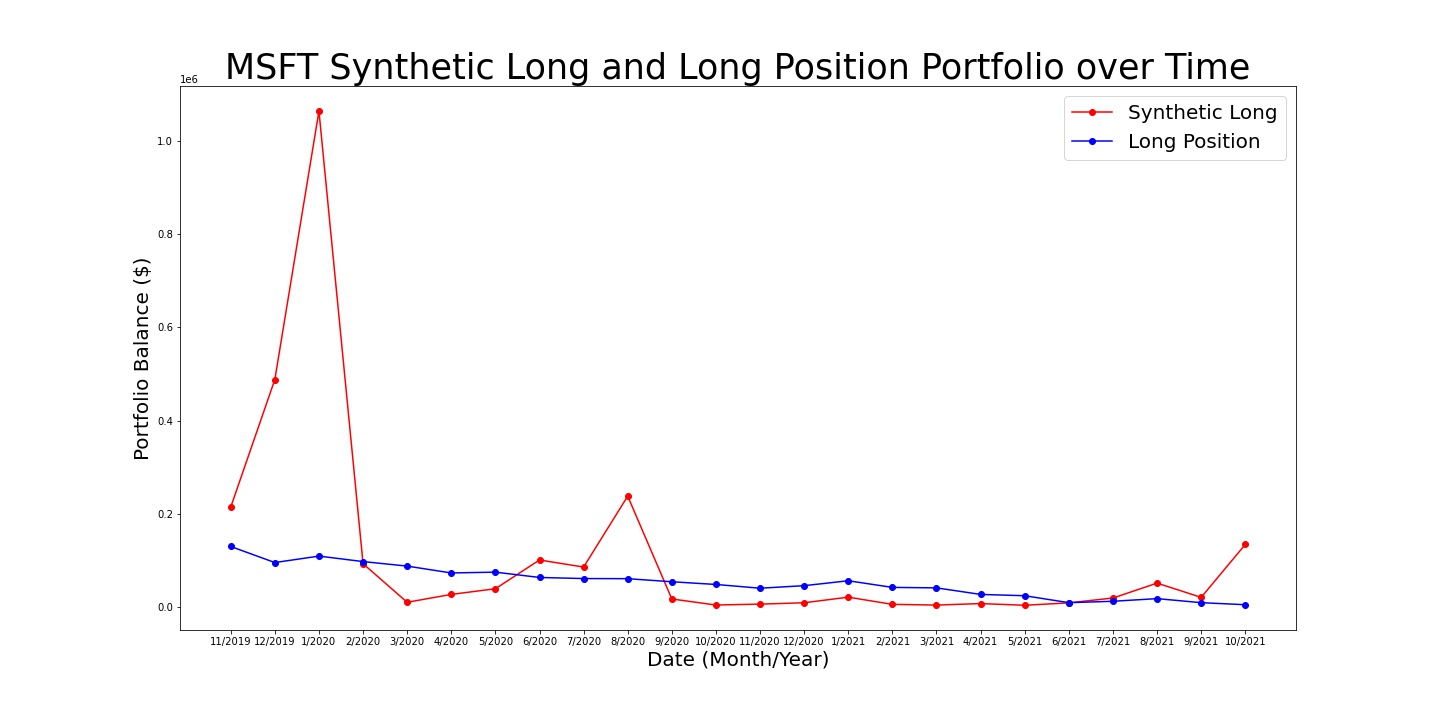 MSFT Synthetic Long and Long Position Portfolio over Time
1e6
Synthetic Long
Long Position
1.0
0.8
0.6
0.4
0.2
0.0
Portfolio Balance ($)
11/2019 12/2019 1/2020 2/2020 3/2020 4/2020 5/2020 6/2020 7/2020 8/2020 9/2020 10/2020 11/2020 12/2020 1/2021 2/2021 3/2021 4/2021 5/2021 6/2021 7/2021 8/2021 9/2021 10/2021
Date (Month/Year)